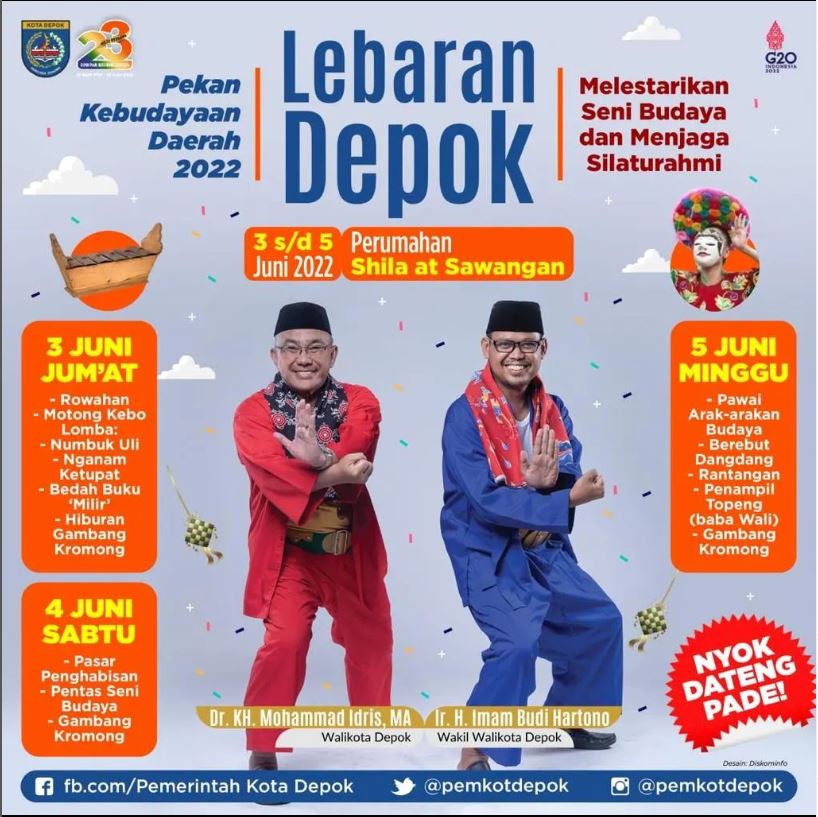 KOTA DEPOK
23
G20
INDONESIA
2022
Pekan
Kebudayaan
Daerah
2022
Lebaran
Depok
Melestarikan
Seni Budaya
dan Menjaga
Silaturahmi
3 s/d 5
Juni 2022
Perumahan
Shila at Sawangan
3 JUNI
JUM'AT
- Rowahan
- Motong Kebo
Lomba:
- Numbuk Uli
- Nganam
Ketupat
- Bedah Buku
‘Milir’
- Hiburan
Gambang
Kromong
4 JUNI
SABTU
- Pasar
Penghabisan
- Pentas Seni
Budaya
- Gambang
Kromong
5 JUNI
MINGGU
- Pawai
Arak-arakan
Budaya
- Berebut
Dangdang
- Rantangan
- Penampil
Topeng
(baba Wali)
- Gambang
Kromong
NYOK
DATENG
PADE!
Dr. KH. Mohammad Idris, MA
Walikota Depok
Ir. H. Imam Budi Hartono
Wakil Walikota Depok
Desain: Diskominfo
fb.com/Pemerintah Kota Depok
@pemkotdepok
@pemkotdepok